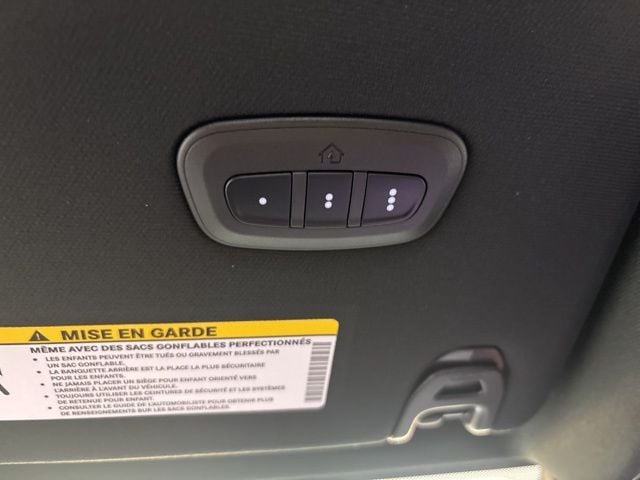 MISE EN GARDE
MÊME AVEC DES SACS GONFLABLES PERFECTIONNÉS
• LES ENFANTS PEUVENT ÊTRE TUÉS OU GRAVEMENT BLESSÉS PAR
UN SAC GONFLABLE.
• LA BANQUETTE ARRIÈRE EST LA PLACE LA PLUS SÉCURITAIRE
POUR LES ENFANTS.
• NE JAMAIS PLACER UN SIÈGE POUR ENFANT ORIENTÉ VERS
L'ARRIÈRE À L'AVANT DU VÉHICULE.
• TOUJOURS UTILISER LES CEINTURES DE SÉCURITÉ ET LES SYSTÈMES
DE RETENUE POUR ENFANT.
• CONSULTER LE GUIDE DE L'AUTOMOBILISTE POUR OBTENIR PLUS
DE RENSEIGNEMENTS SUR LES SACS GONFLABLES.